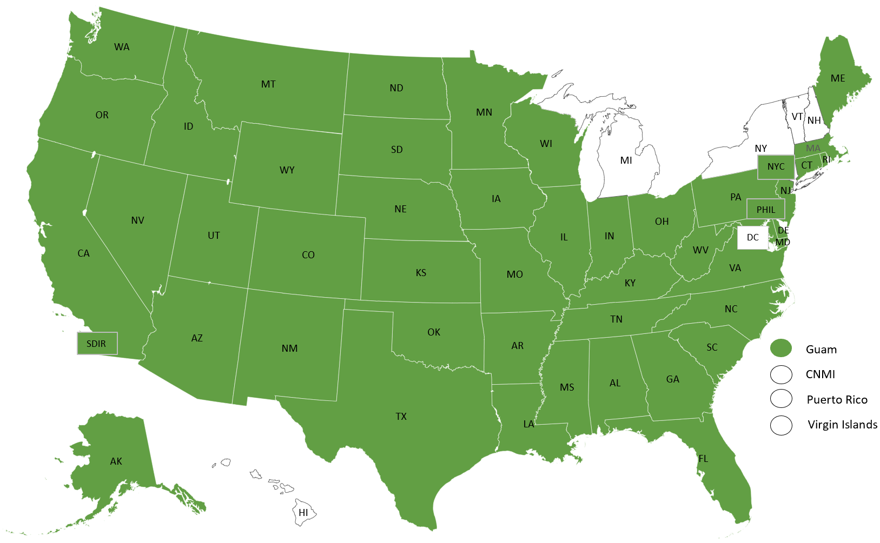 WA
MT
ND
MN
ME
OR
ID
WI
VT
NH
SD
MI
NY
MA
RI
WY
NYC
CT
NE
IA
PA
NJ
PHIL
NV
UT
CO
IL
IN
OH
DC
DE
MD
CA
KS
MO
WV
VA
KY
NC
TN
SDIR
AZ
NM
OK
AR
SC
Guam
CNMI
Puerto Rico
Virgin Islands
TX
MS
AL
GA
LA
FL
AK
HI